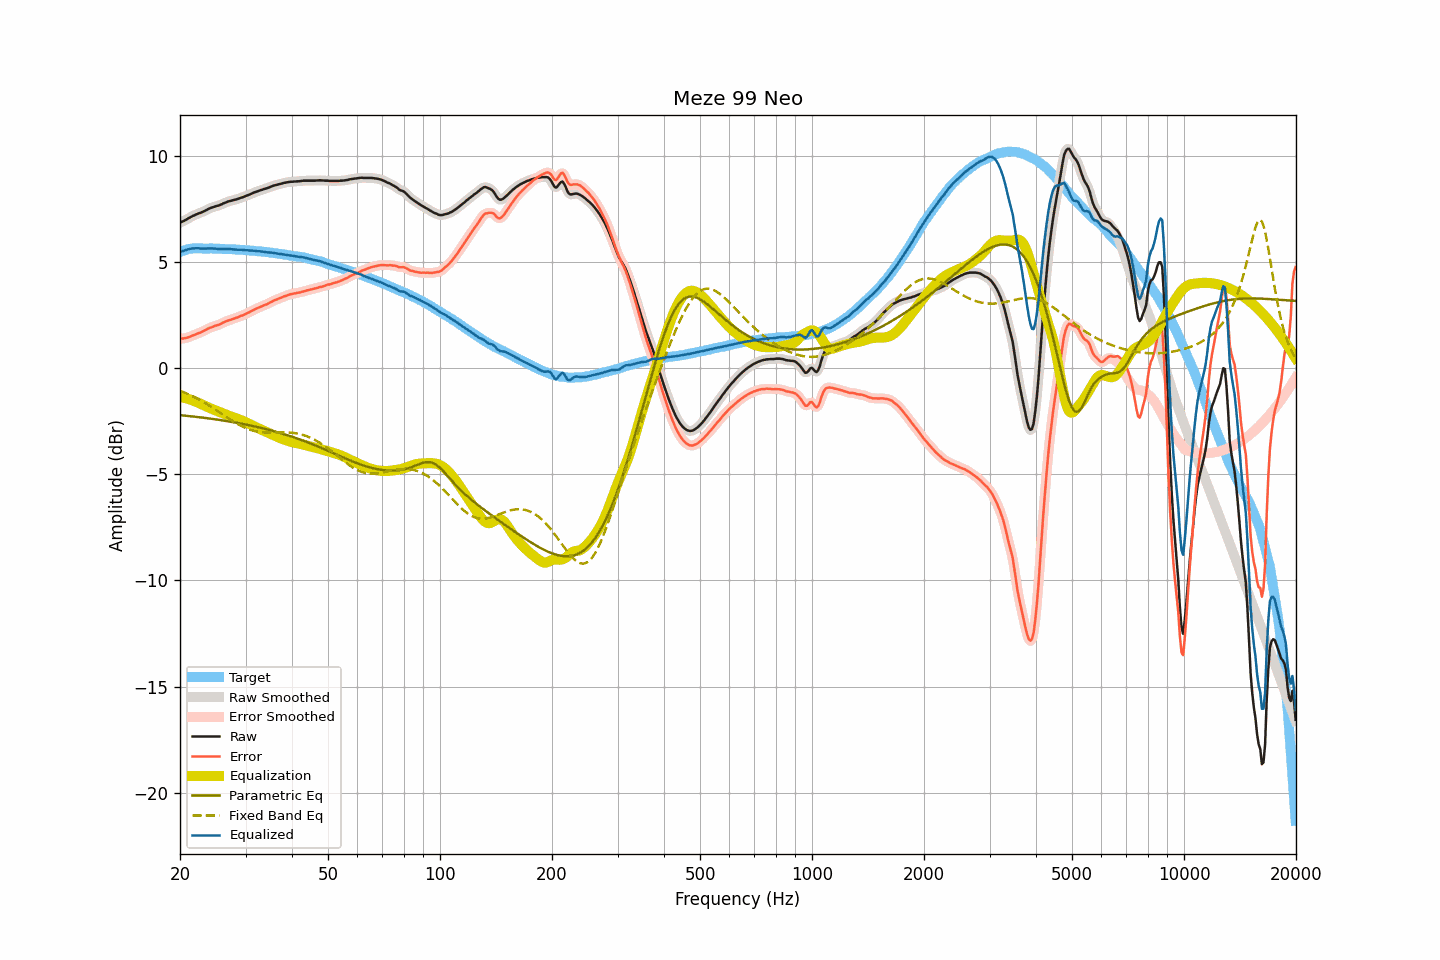 Meze 99 Neo
Amplitude (dBr)
10
5
0
−5
−10
−15
−20
Target
Raw Smoothed
Error Smoothed
Raw
Error
Equalization
Parametric Eq
Fixed Band Eq
Equalized
20 50 100 200 500 1000 2000 5000 10000 20000
Frequency (Hz)